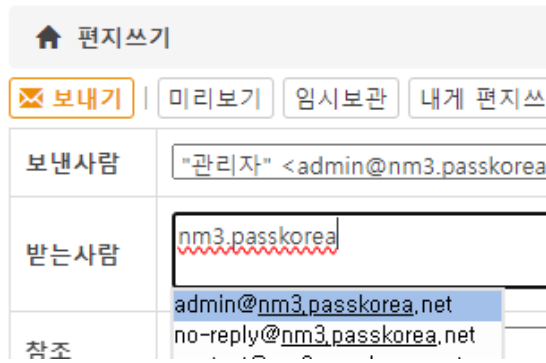 편지쓰기
보내기 | 미리보기 임시보관 내게 편지쓰
보낸사람 "관리자" <admin@nm3.passkorea
받는사람 nm3.passkorea
admin@nm3.passkorea.net
no-reply@nm3.passkorea.net
참조